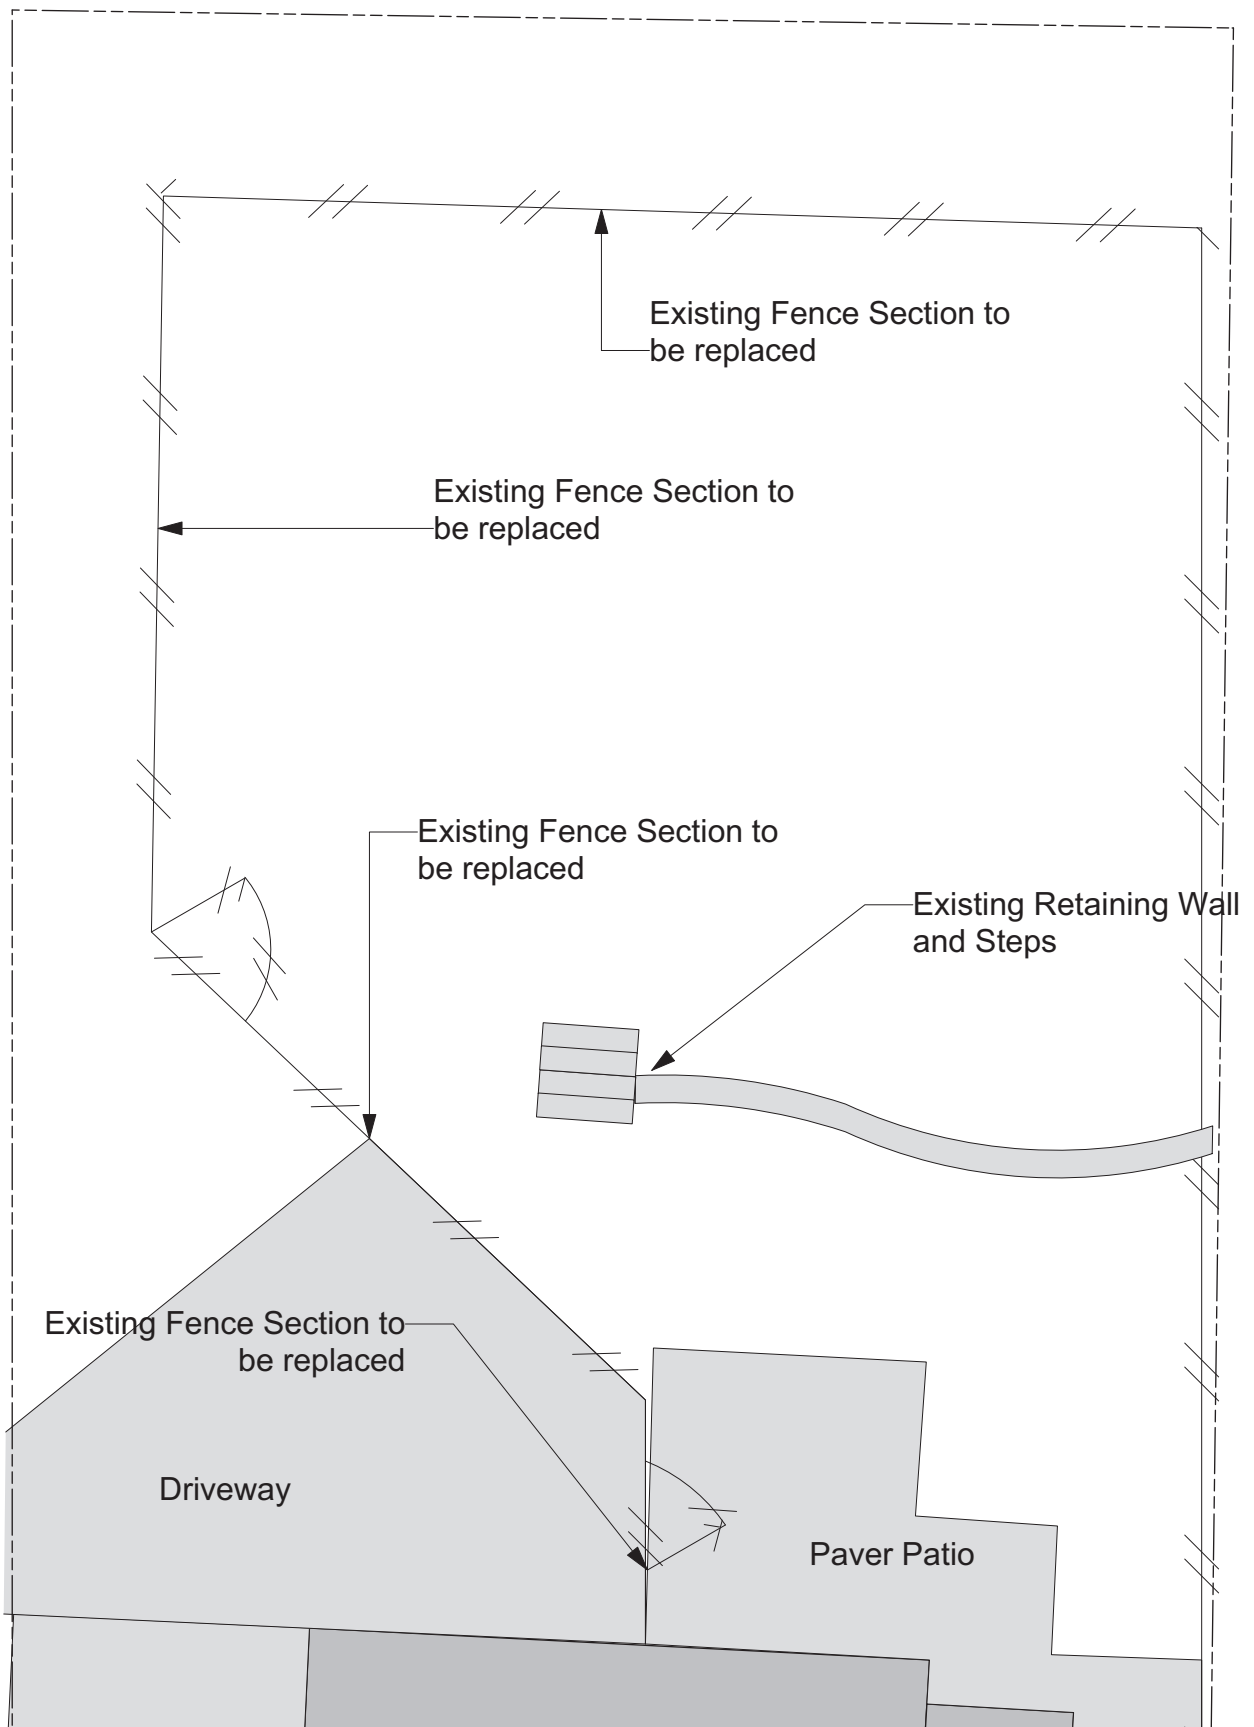 Existing Fence Section to
be replaced
Existing Fence Section to
be replaced
Existing Fence Section to
be replaced
Existing Retaining Wall
and Steps
Existing Fence Section to
be replaced
Driveway
Paver Patio